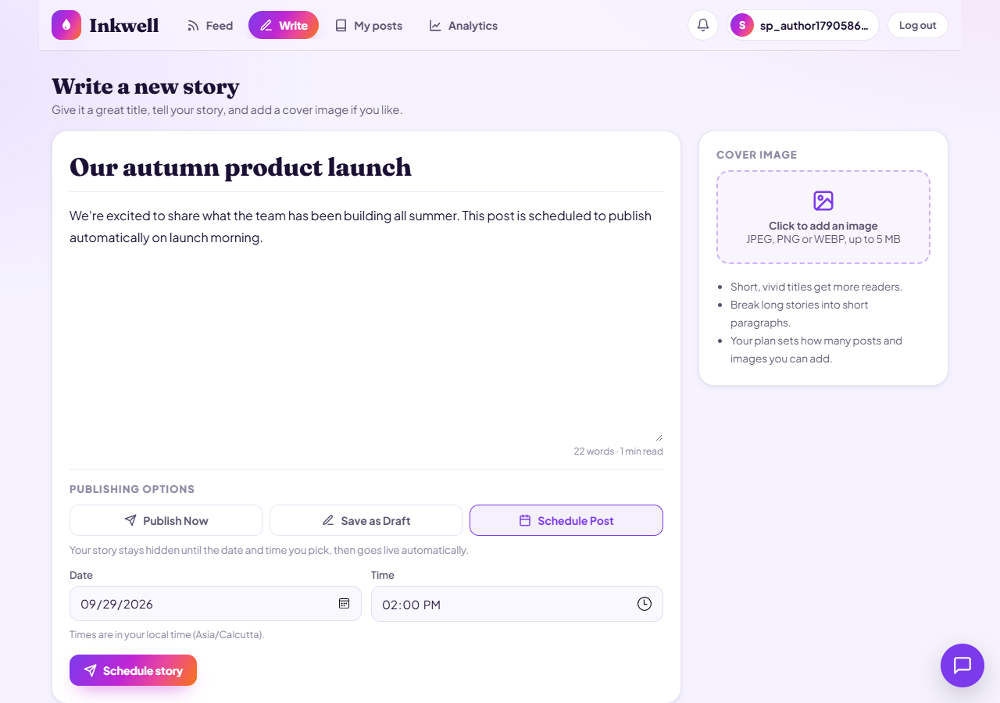 Inkwell
Feed
Write
My posts
Analytics
S
sp_author1790586...
Log out
Write a new story
Give it a great title, tell your story, and add a cover image if you like.
Our autumn product launch
We're excited to share what the team has been building all summer. This post is scheduled to publish
automatically on launch morning.
22 words · 1 min read
PUBLISHING OPTIONS
Publish Now
Save as Draft
Schedule Post
Your story stays hidden until the date and time you pick, then goes live automatically.
Date
Time
09/29/2026
02:00 PM
Times are in your local time (Asia/Calcutta).
Schedule story
COVER IMAGE
Click to add an image
JPEG, PNG or WEBP, up to 5 MB
Short, vivid titles get more readers.
Break long stories into short
paragraphs.
Your plan sets how many posts and
images you can add.